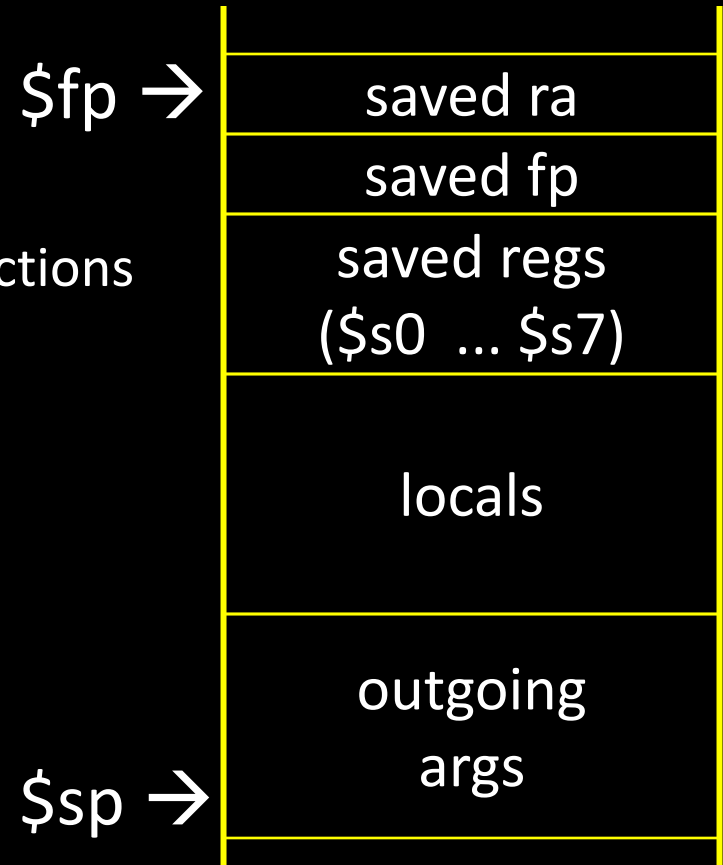 $fp → saved ra
saved fp
ctions
saved regs
($s0 ... $s7)
locals
outgoing
args
$sp →